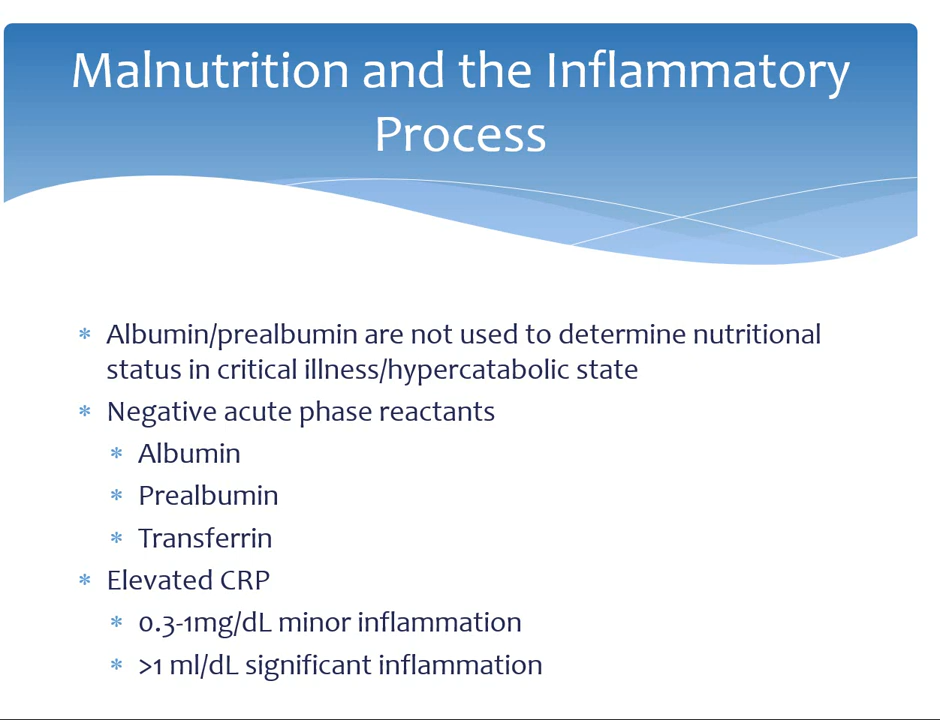 Malnutrition and the Inflammatory
Process
* Albumin/prealbumin are not used to determine nutritional
status in critical illness/hypercatabolic state
* Negative acute phase reactants
* Albumin
* Prealbumin
* Transferrin
* Elevated CRP
* 0.3-1mg/dL minor inflammation
* >1 ml/dL significant inflammation